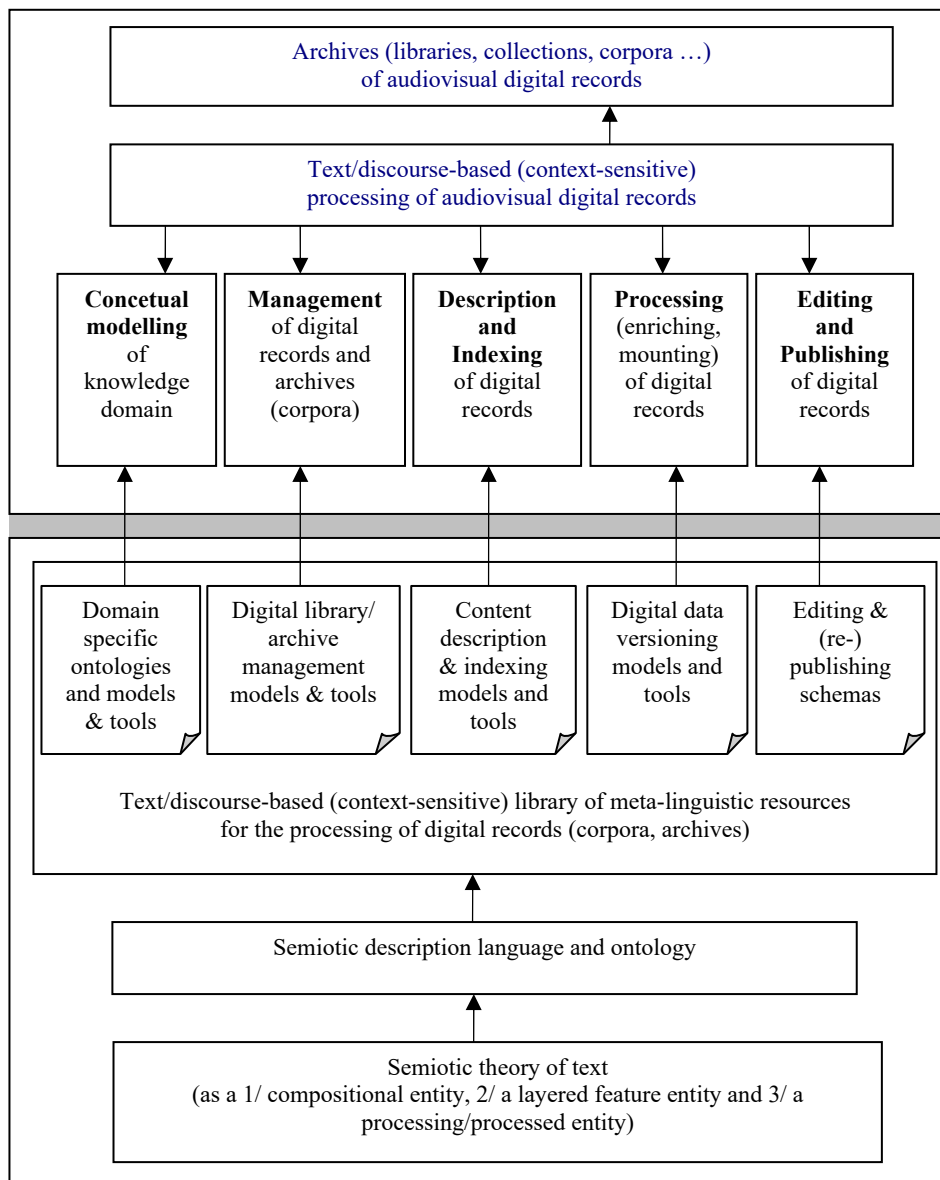 Archives (libraries, collections, corpora …)
of audiovisual digital records
Text/discourse-based (context-sensitive)
processing of audiovisual digital records
Concetual
modelling
of
knowledge
domain
Management
of digital
records and
archives
(corpora)
Description
and
Indexing
of digital
records
Processing
(enriching,
mounting)
of digital
records
Editing
and
Publishing
of digital
records
Domain
specific
ontologies
and models
& tools
Digital library/
archive
management
models & tools
Content
description
& indexing
models and
tools
Digital data
versioning
models and
tools
Editing &
(re-)
publishing
schemas
Text/discourse-based (context-sensitive) library of meta-linguistic resources
for the processing of digital records (corpora, archives)
Semiotic description language and ontology
Semiotic theory of text
(as a 1/ compositional entity, 2/ a layered feature entity and 3/ a
processing/processed entity)